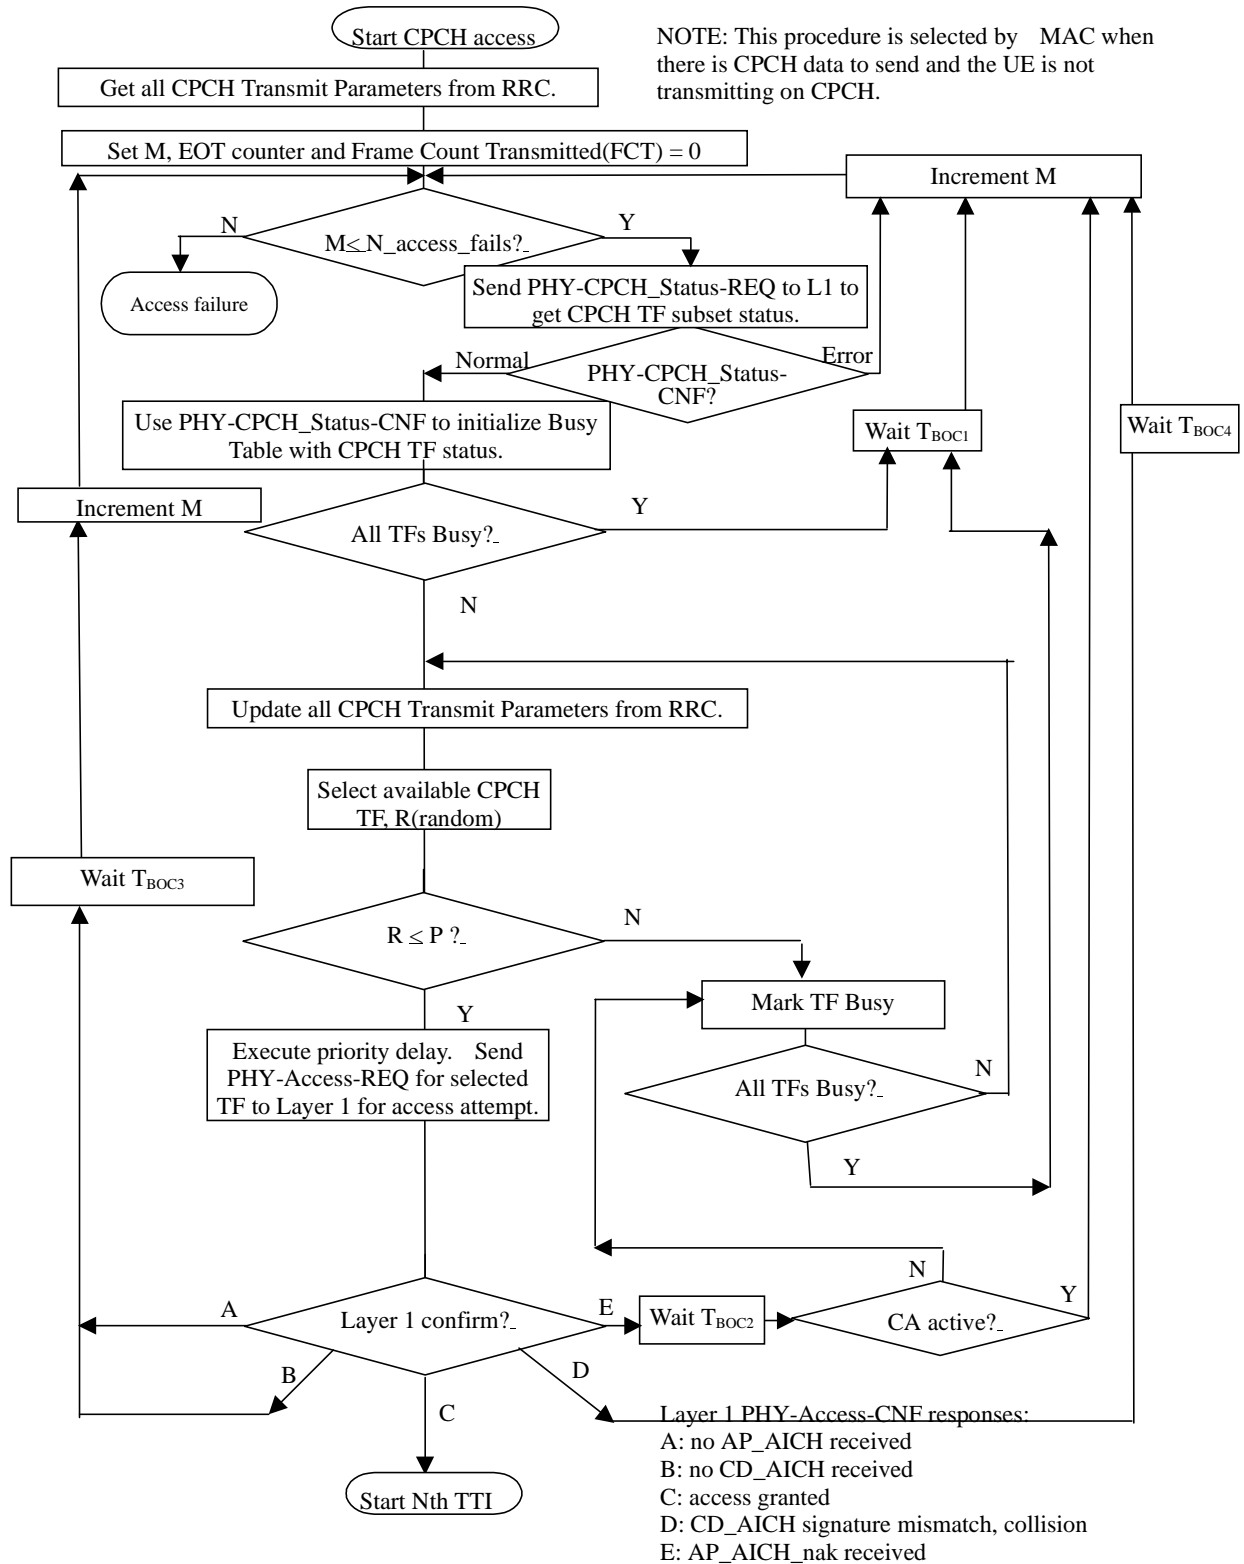 Start CPCH access
NOTE: This procedure is selected by MAC when
there is CPCH data to send and the UE is not
transmitting on CPCH.
Get all CPCH Transmit Parameters from RRC.
Set M, EOT counter and Frame Count Transmitted(FCT) = 0
Increment M
N
M≤N_access_fails?
Y
Access failure
Send PHY-CPCH_Status-REQ to L1 to
get CPCH TF subset status.
Normal
PHY-CPCH_Status-
CNF?
Error
Use PHY-CPCH_Status-CNF to initialize Busy
Table with CPCH TF status.
Wait TBOC1
Wait TBOC4
Increment M
All TFs Busy?
Y
N
Update all CPCH Transmit Parameters from RRC.
Select available CPCH
TF, R(random)
Wait TBOC3
R ≤ P ?
N
Y
Mark TF Busy
Execute priority delay. Send
PHY-Access-REQ for selected
TF to Layer 1 for access attempt.
All TFs Busy?
N
Y
A
Layer 1 confirm?
E
Wait TBOC2
N
CA active?
Y
B
D
C
Start Nth TTI
Layer 1 PHY-Access-CNF responses:
A: no AP_AICH received
B: no CD_AICH received
C: access granted
D: CD_AICH signature mismatch, collision
E: AP_AICH_nak received